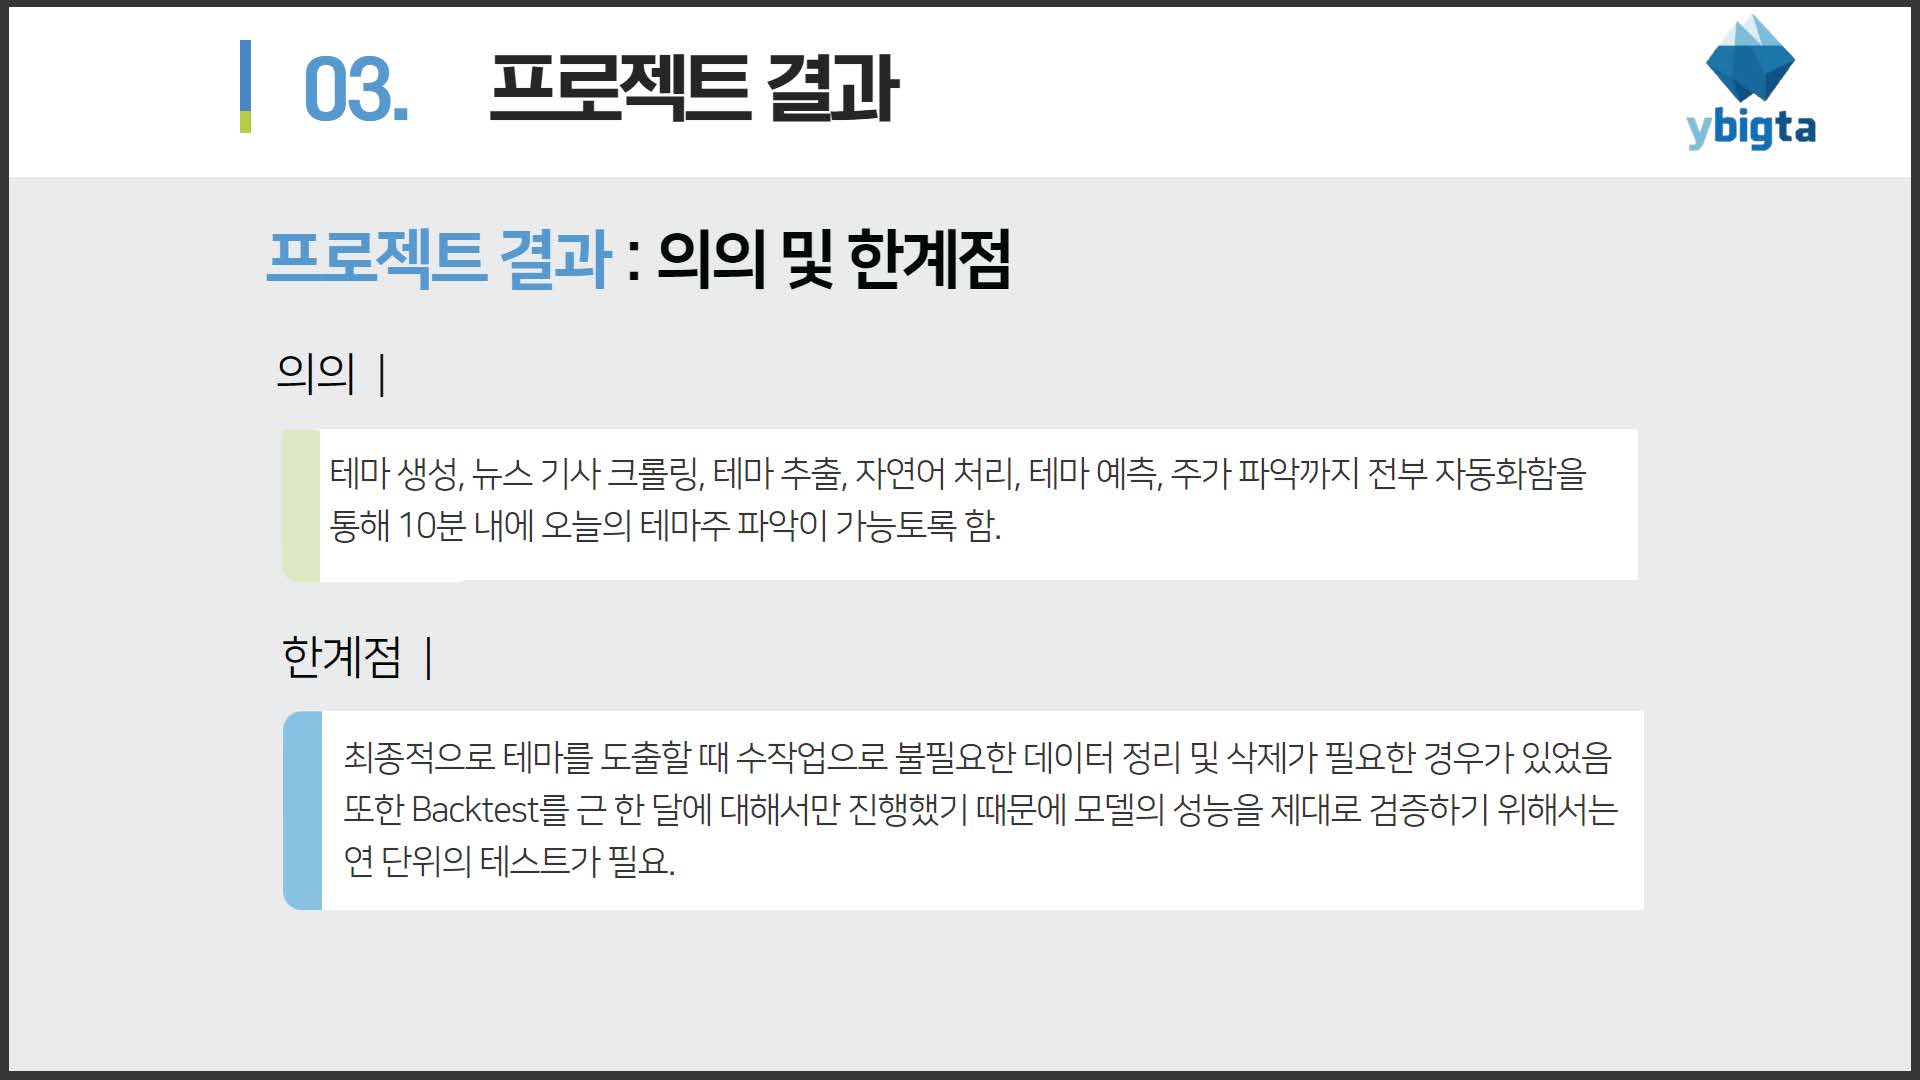 03. 프로젝트 결과
ybigta
프로젝트 결과 : 의의 및 한계점
의의 |
테마 생성, 뉴스 기사 크롤링, 테마 추출, 자연어 처리, 테마 예측, 주가 파악까지 전부 자동화함을
통해 10분 내에 오늘의 테마주 파악이 가능토록 함.
한계점 |
최종적으로 테마를 도출할 때 수작업으로 불필요한 데이터 정리 및 삭제가 필요한 경우가 있었음
또한 Backtest를 근 한 달에 대해서만 진행했기 때문에 모델의 성능을 제대로 검증하기 위해서는
연 단위의 테스트가 필요.